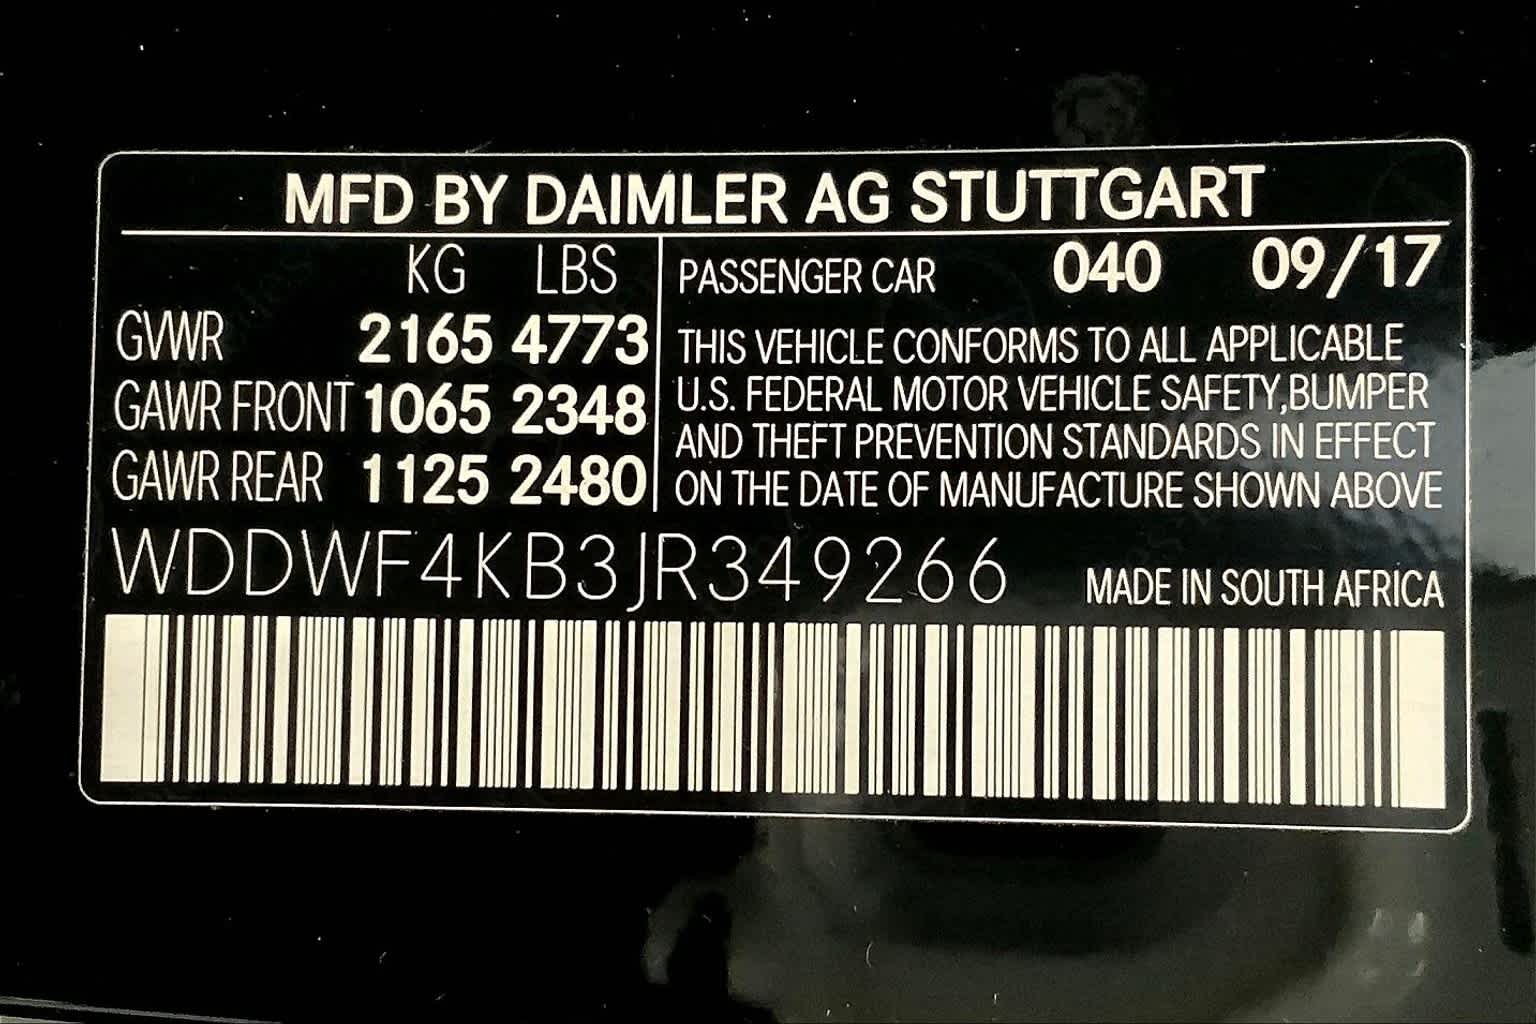 MFD BY DAIMLER AG STUTTGART
KG LBS
GVWR 2165 4773
GAWR FRONT 1065 2348
GAWR REAR 1125 2480
PASSENGER CAR 040 09/17
THIS VEHICLE CONFORMS TO ALL APPLICABLE
U.S. FEDERAL MOTOR VEHICLE SAFETY,BUMPER
AND THEFT PREVENTION STANDARDS IN EFFECT
ON THE DATE OF MANUFACTURE SHOWN ABOVE
WDDWF4KB3JR349266
MADE IN SOUTH AFRICA